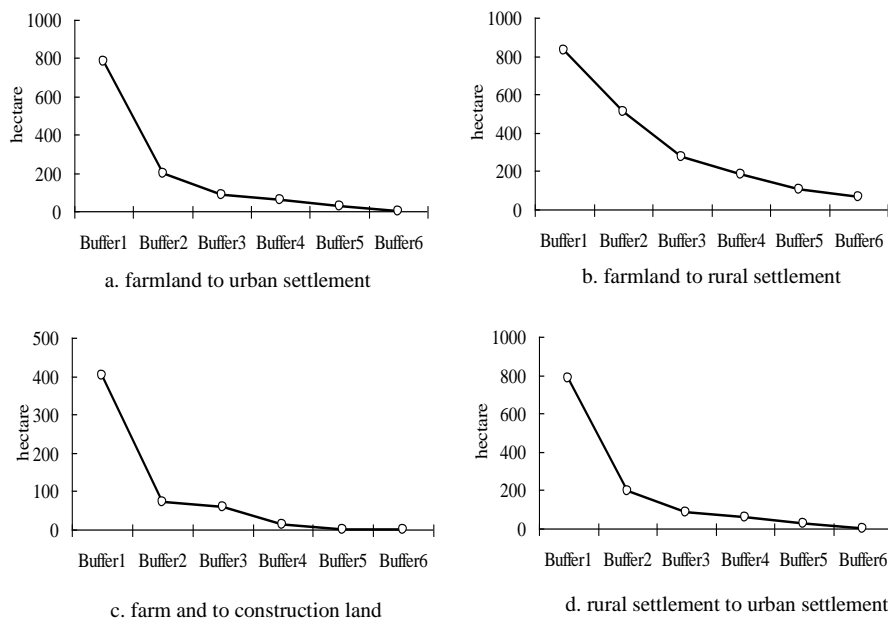 1000
800
600
400
200
0
hectare
Buffer1 Buffer2 Buffer3 Buffer4 Buffer5 Buffer6
a. farmland to urban settlement
1000
800
600
400
200
0
hectare
Buffer1 Buffer2 Buffer3 Buffer4 Buffer5 Buffer6
b. farmland to rural settlement
500
400
300
200
100
0
hectare
Buffer1 Buffer2 Buffer3 Buffer4 Buffer5 Buffer6
c. farm and to construction land
1000
800
600
400
200
0
hectare
Buffer1 Buffer2 Buffer3 Buffer4 Buffer5 Buffer6
d. rural settlement to urban settlement